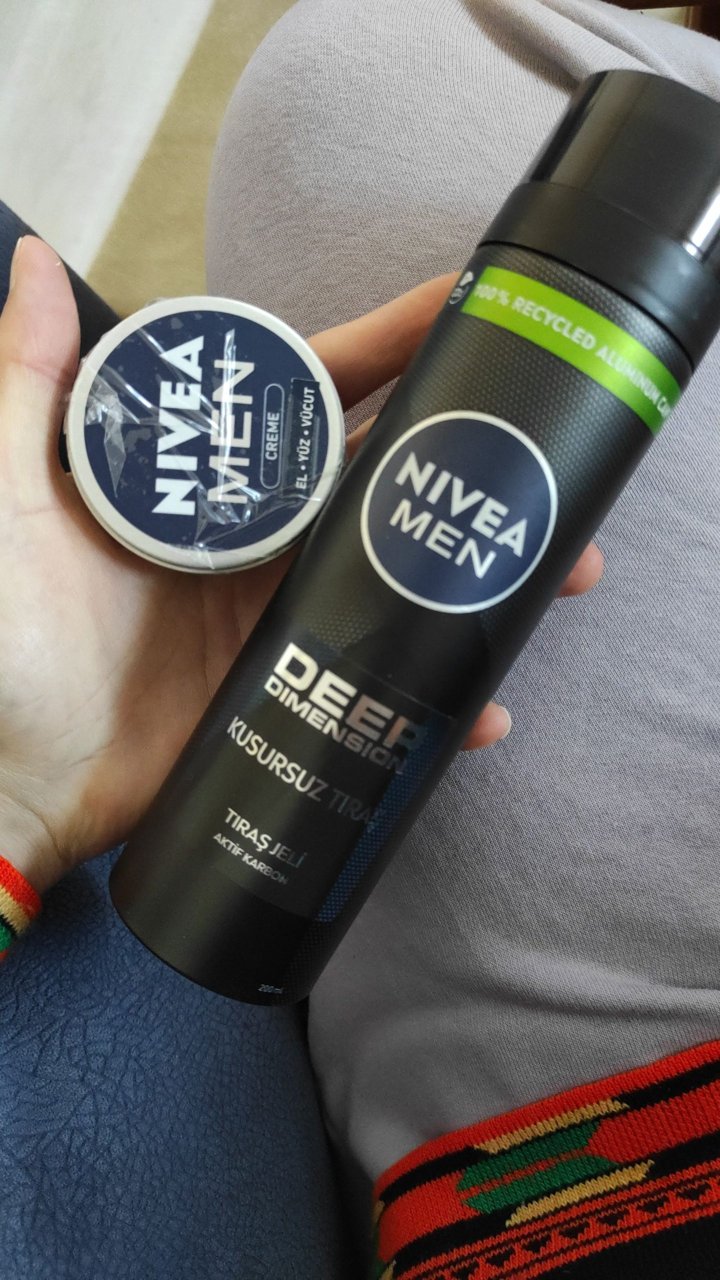 NIVEA
MEN
CREME
EL • YÜZ • VÜCUT
100% RECYCLED ALUMINUM CAN
NIVEA
MEN
DEEP
DIMENSION
KUSURSUZ TIRAŞ
TIRAŞ JELİ
AKTİF KARBON
200 mL